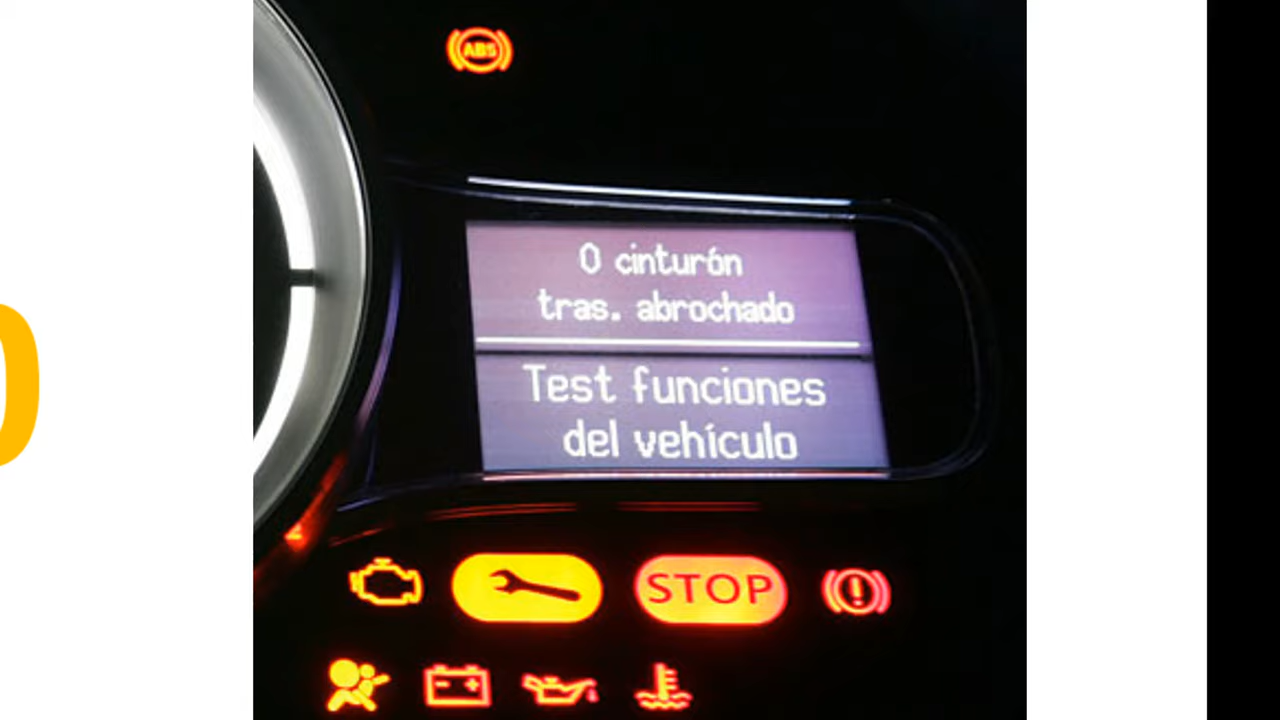 ABS
0 cinturón
tras. abrochado
Test funciones
del vehículo
STOP